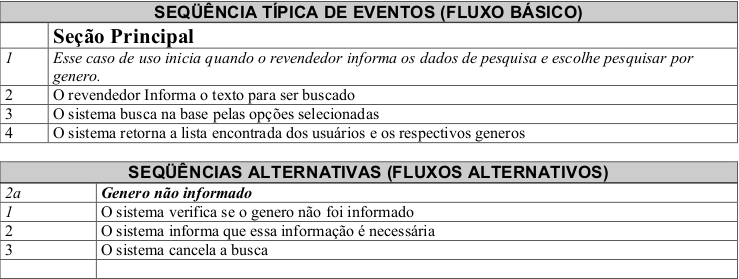 SEQÜÊNCIA TÍPICA DE EVENTOS (FLUXO BÁSICO)
Seção Principal
1 Esse caso de uso inicia quando o revendedor informa os dados de pesquisa e escolhe pesquisar por
genero.
2 O revendedor Informa o texto para ser buscado
3 O sistema busca na base pelas opções selecionadas
4 O sistema retorna a lista encontrada dos usuários e os respectivos generos
SEQÜÊNCIAS ALTERNATIVAS (FLUXOS ALTERNATIVOS)
2a Genero não informado
1 O sistema verifica se o genero não foi informado
2 O sistema informa que essa informação é necessária
3 O sistema cancela a busca